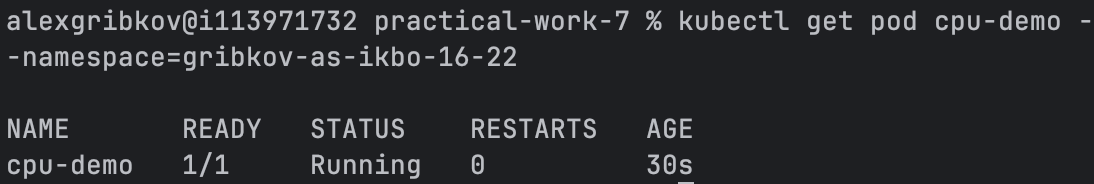 alexgribkov@i113971732 practical-work-7 % kubectl get pod cpu-demo -
-namespace=gribkov-as-ikbo-16-22
NAME READY STATUS RESTARTS AGE
cpu-demo 1/1 Running 0 30s